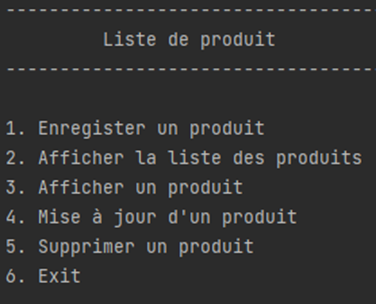 -----------------------------------
Liste de produit
-----------------------------------
1. Enregister un produit
2. Afficher la liste des produits
3. Afficher un produit
4. Mise à jour d'un produit
5. Supprimer un produit
6. Exit